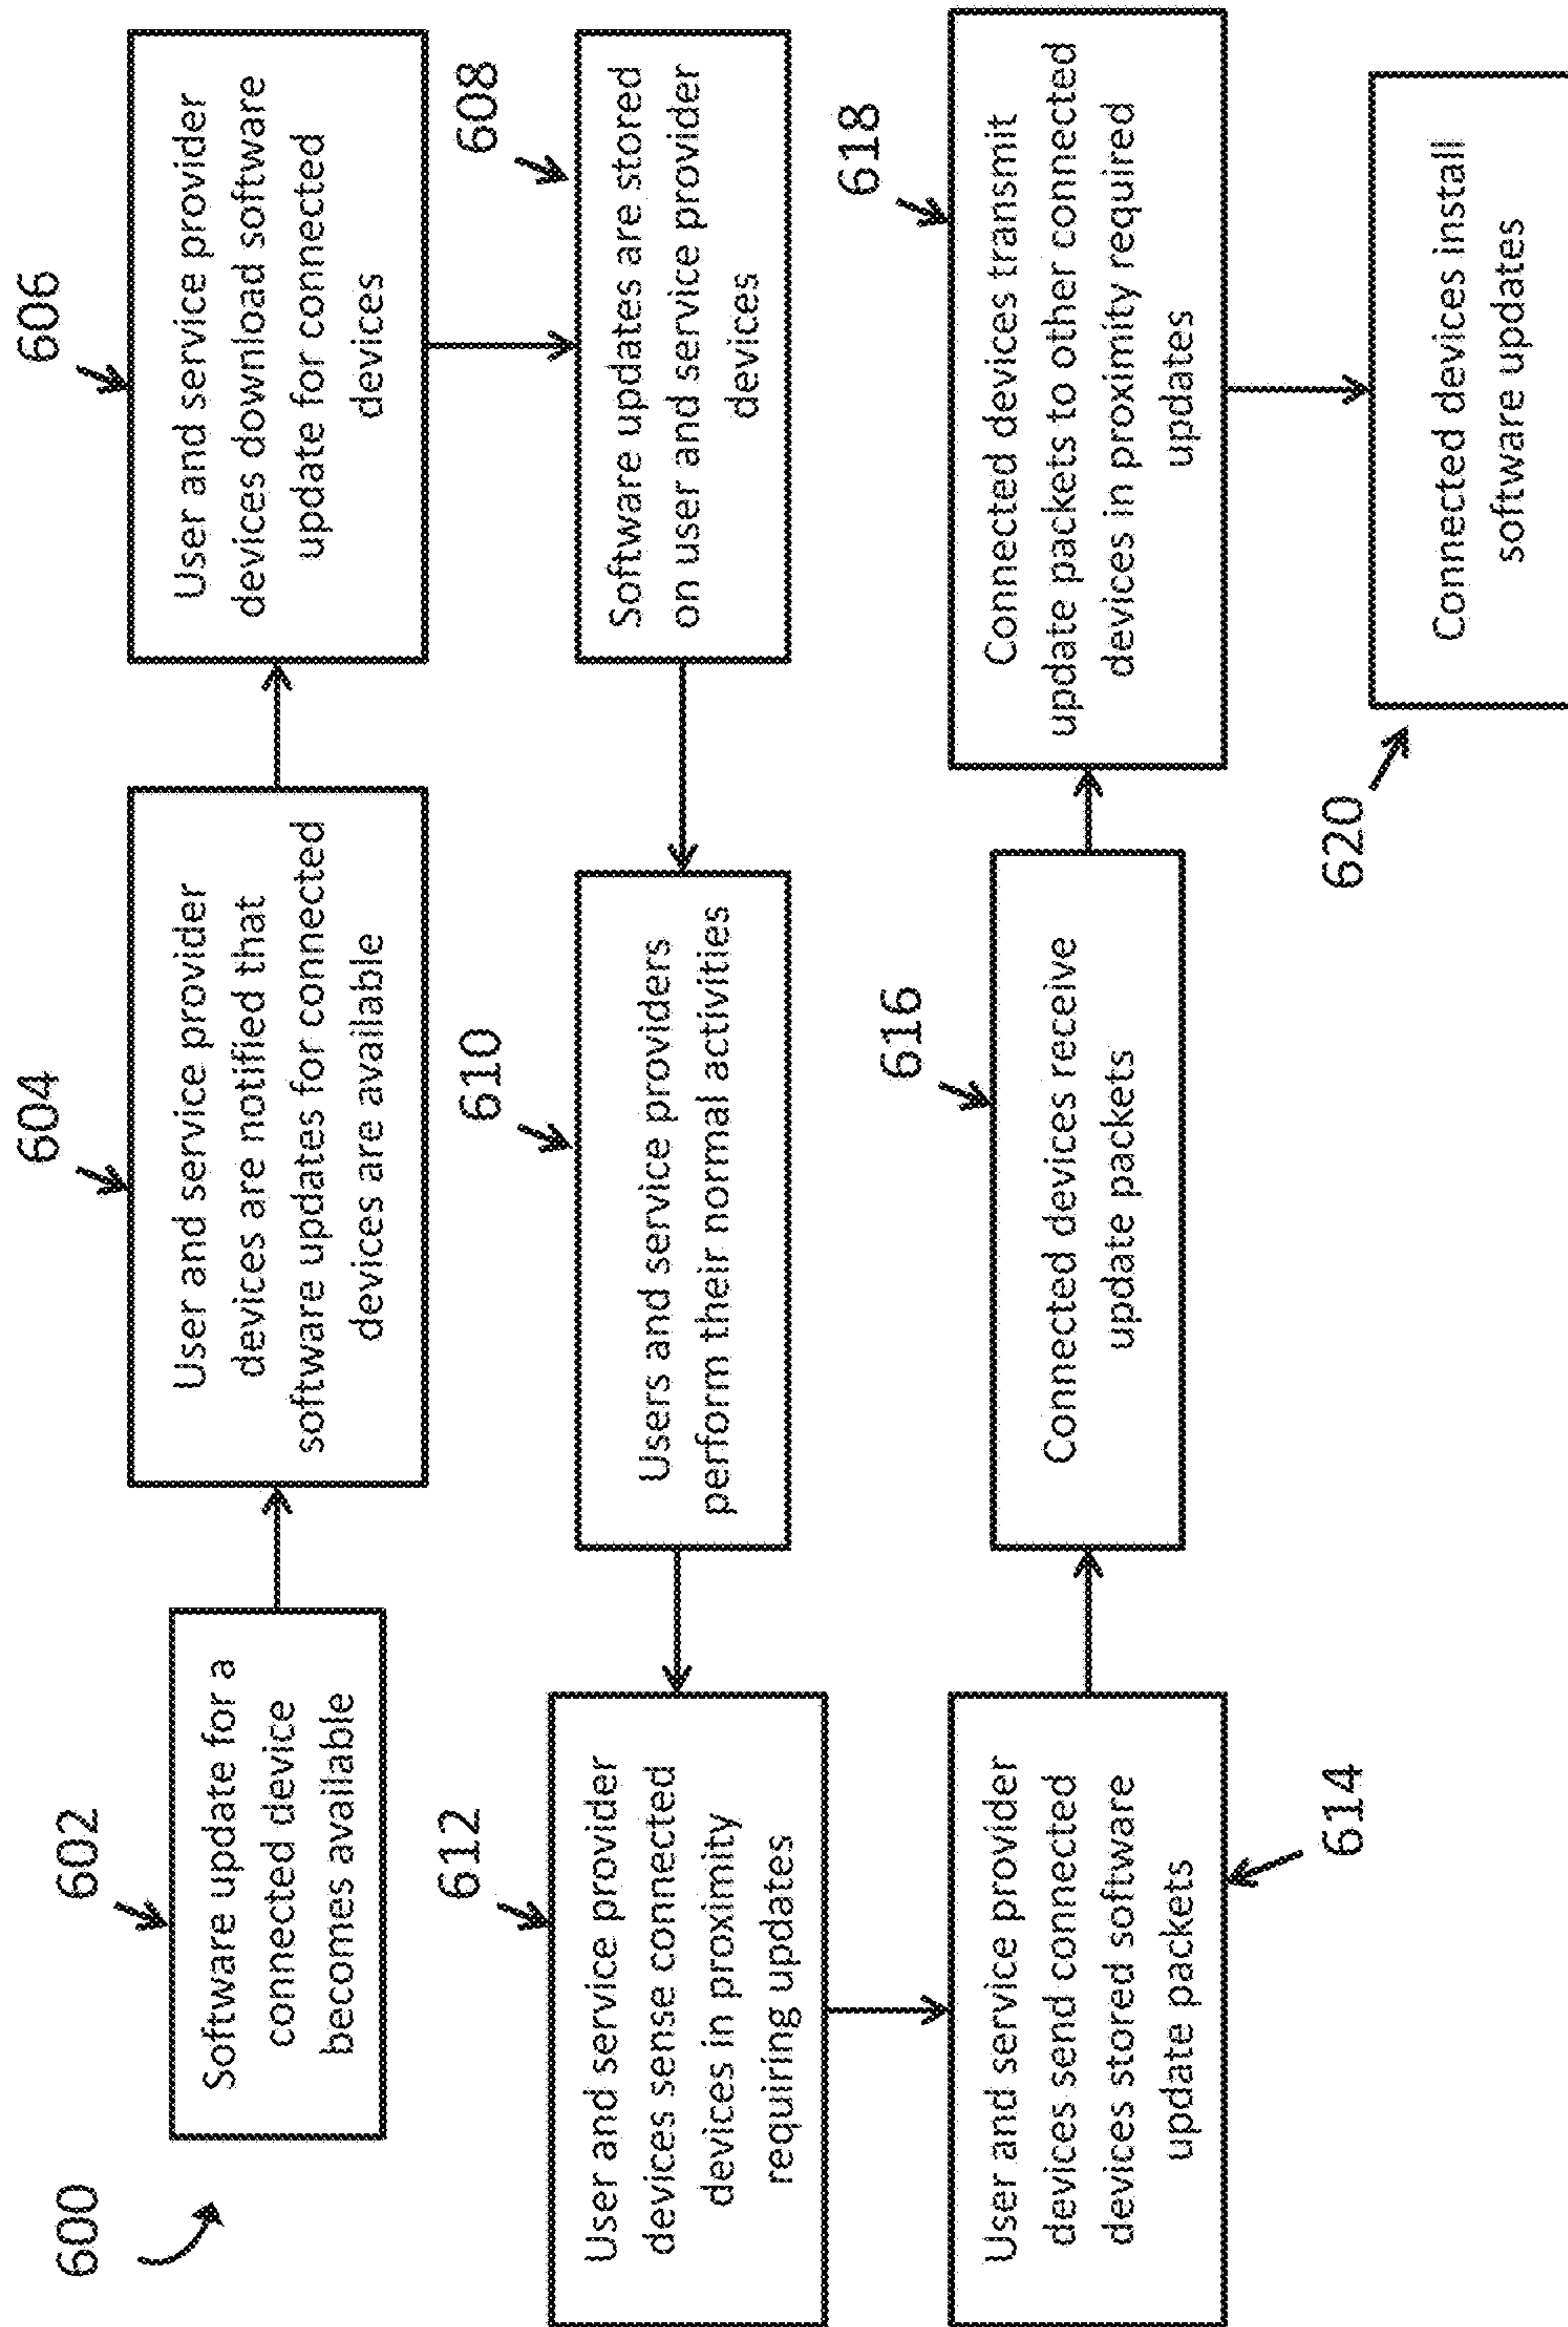 600
602
Software update for a
connected device
becomes available
604
User and service provider
devices are notified that
software updates for connected
devices are available
606
User and service provider
devices download software
update for connected
devices
608
Software updates are stored
on user and service provider
devices
610
Users and service providers
perform their normal activities
612
User and service provider
devices sense connected
devices in proximity
requiring updates
614
User and service provider
devices send connected
devices stored software
update packets
616
Connected devices receive
update packets
618
Connected devices transmit
update packets to other connected
devices in proximity required
updates
620
Connected devices install
software updates